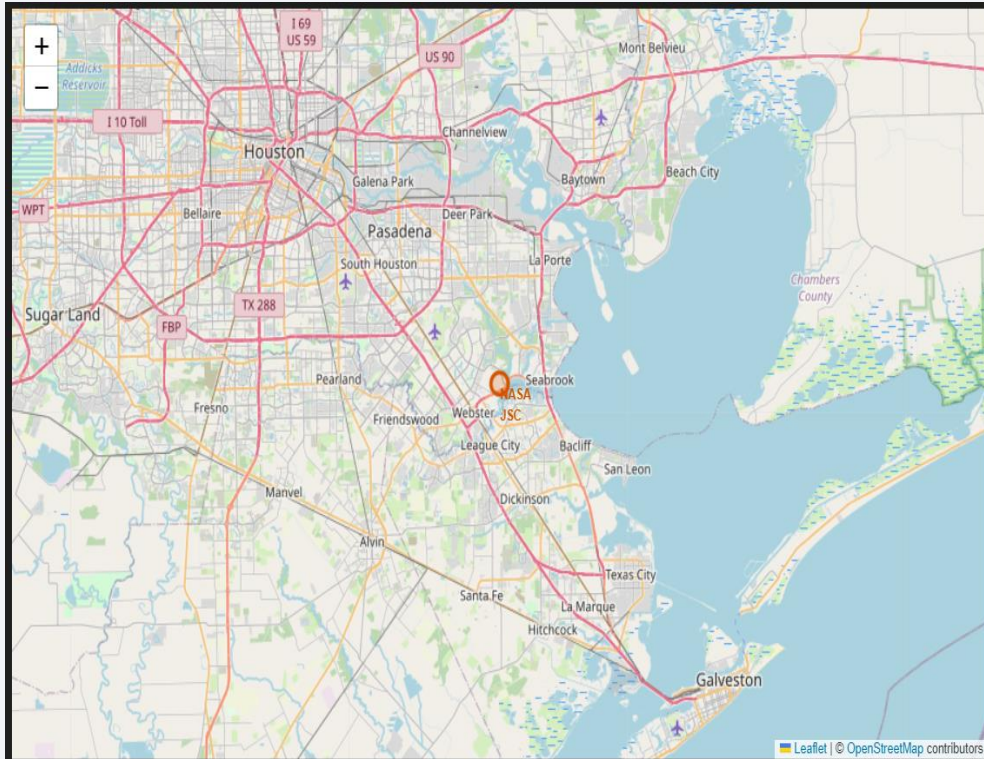 +
−
I 69
US 59
US 90
Mont Belvieu
Addicks
Reservoir
I 10 Toll
Channelview
Houston
Galena Park
Baytown
Beach City
WPT
Bellaire
Deer Park
Pasadena
South Houston
La Porte
Chambers
County
Sugar Land
TX 288
FBP
Pearland
Seabrook
NASA
JSC
Fresno
Friendswood
Webster
League City
Bacliff
San Leon
Manvel
Dickinson
Alvin
Texas City
Santa Fe
La Marque
Hitchcock
Galveston
Leaflet | © OpenStreetMap contributors